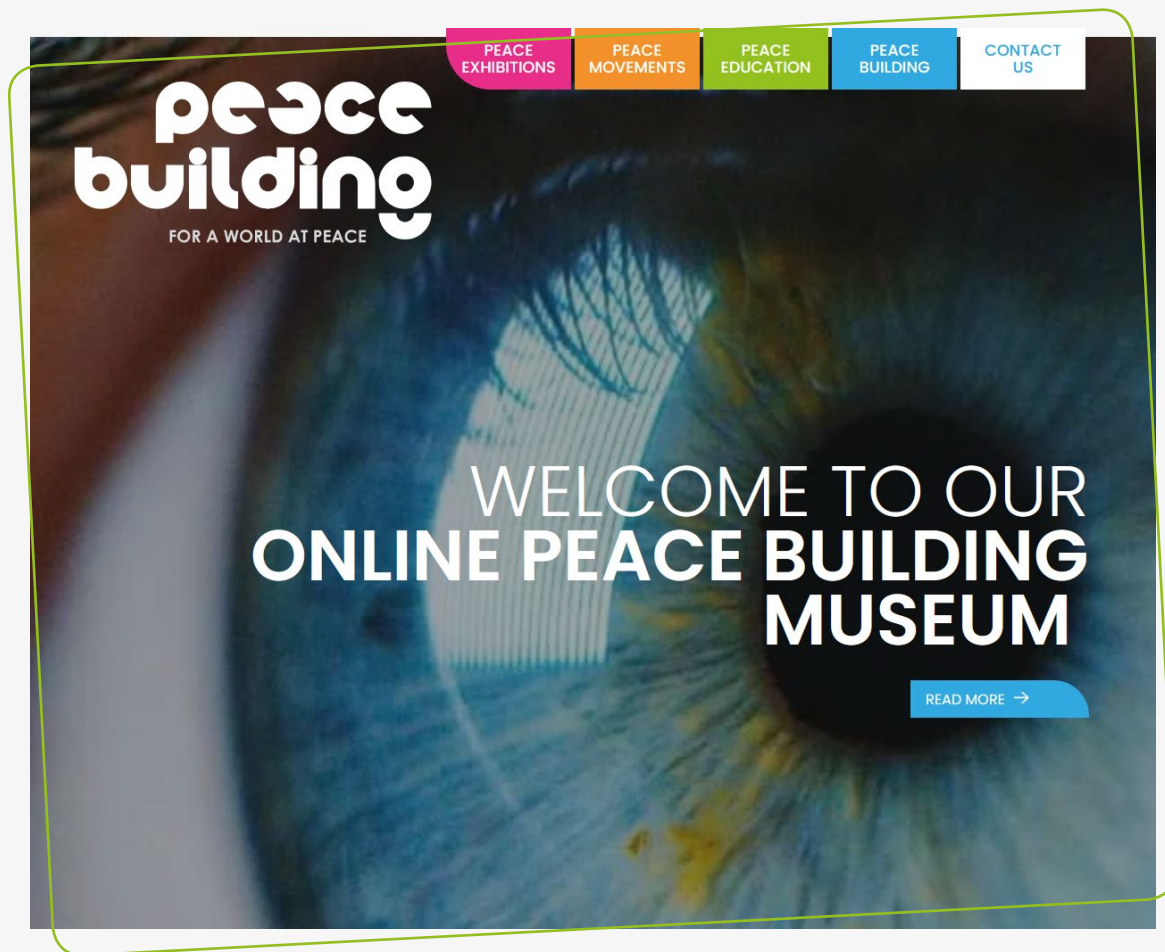 PEACE
EXHIBITIONS
PEACE
MOVEMENTS
PEACE
EDUCATION
PEACE
BUILDING
CONTACT
US
peace
building
FOR A WORLD AT PEACE
WELCOME TO OUR
ONLINE PEACE BUILDING
MUSEUM
READ MORE →